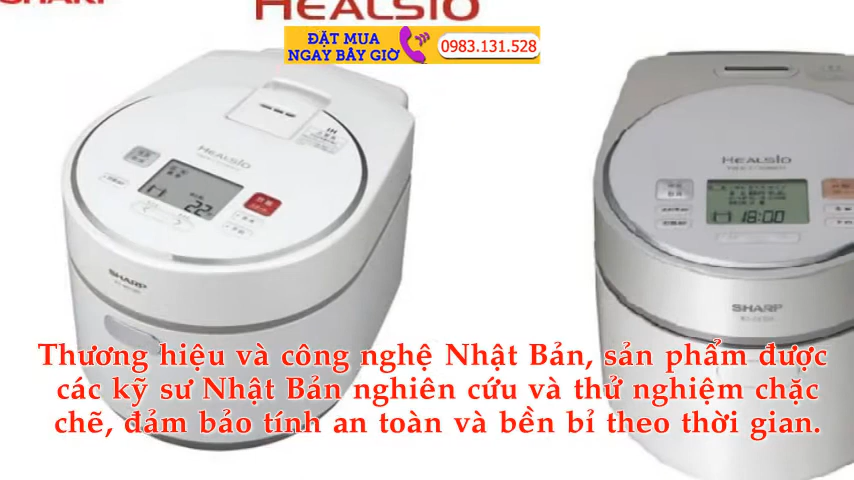 SHARP
HEALSIO
ĐẶT MUA
NGAY BÂY GIỜ
0983.131.528
IH
HEALSIO
22
SHARP
HEALSIO
18:00
SHARP
Thương hiệu và công nghệ Nhật Bản, sản phẩm được
các kỹ sư Nhật Bản nghiên cứu và thử nghiệm chặc
chẽ, đảm bảo tính an toàn và bền bỉ theo thời gian.